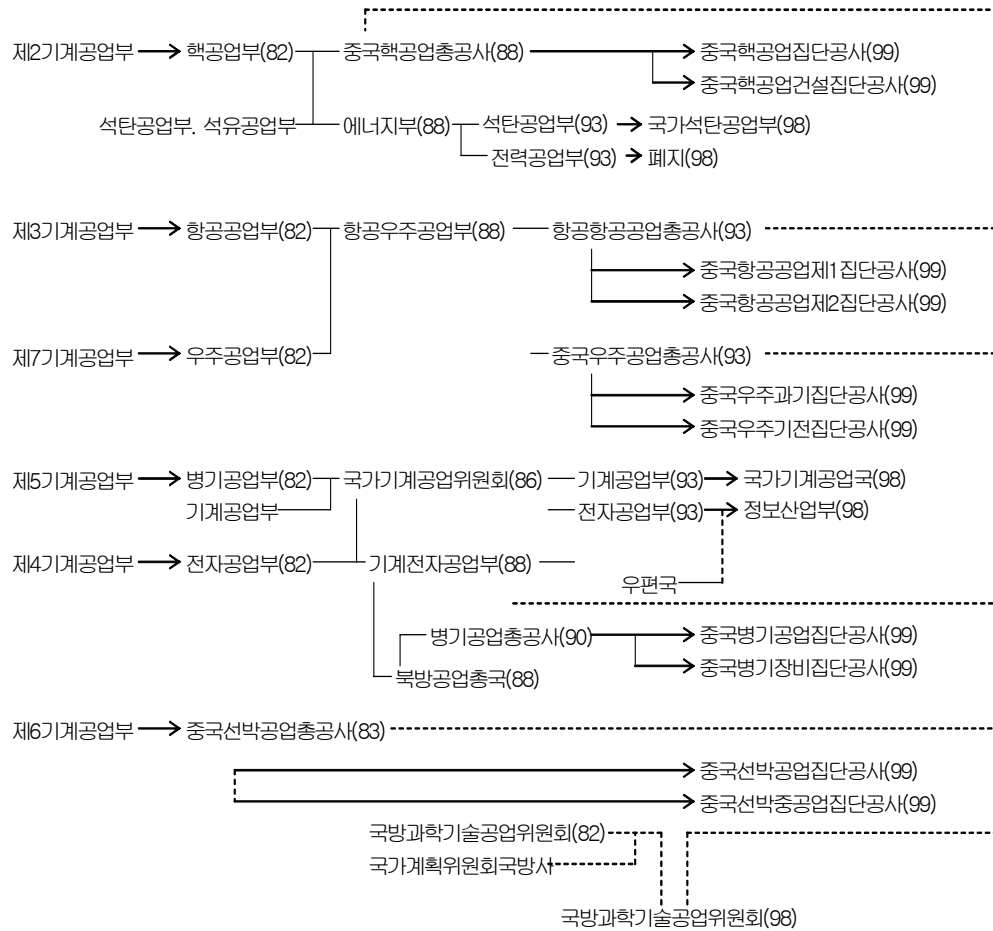 제2기계공업부 핵공업부(82) 중국핵공업총공사(88) 중국핵공업집단공사(99)
중국핵공업건설집단공사(99)
석탄공업부. 석유공업부 에너지부(88) 석탄공업부(93) 국가석탄공업부(98)
전력공업부(93) 폐지(98)
제3기계공업부 항공공업부(82) 항공우주공업부(88) 항공항공공업총공사(93)
중국항공공업제1집단공사(99)
중국항공공업제2집단공사(99)
제7기계공업부 우주공업부(82) 중국우주공업총공사(93)
중국우주과기집단공사(99)
중국우주기전집단공사(99)
제5기계공업부 병기공업부(82) 국가기계공업위원회(86) 기계공업부(93) 국가기계공업국(98)
기계공업부 전자공업부(93) 정보산업부(98)
제4기계공업부 전자공업부(82) 기계전자공업부(88)
우편국
병기공업총공사(90) 중국병기공업집단공사(99)
중국병기장비집단공사(99)
북방공업총국(88)
제6기계공업부 중국선박공업총공사(83)
중국선박공업집단공사(99)
중국선박중공업집단공사(99)
국방과학기술공업위원회(82)
국가계획위원회국방사
국방과학기술공업위원회(98)